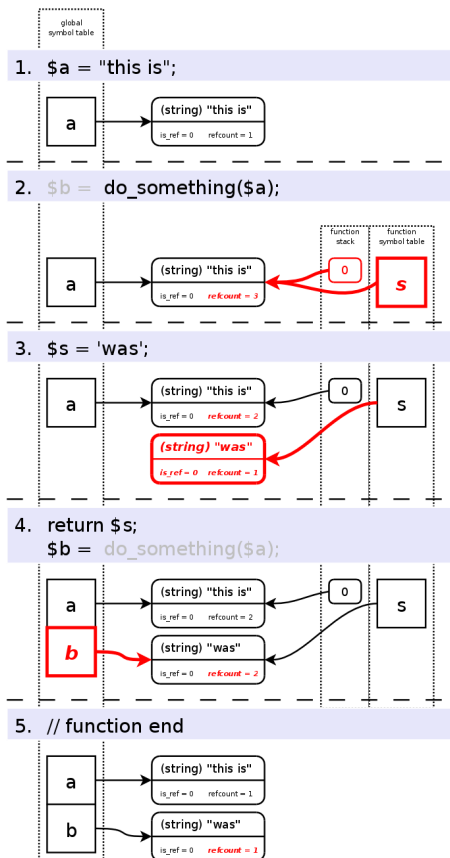 global
symbol table
1. $a = "this is";
a
(string) "this is"
is_ref = 0 refcount = 1
2. $b = do_something($a);
function
stack
function
symbol table
a
(string) "this is"
is_ref = 0 refcount = 3
0
s
3. $s = 'was';
a
(string) "this is"
is_ref = 0 refcount = 2
0
s
(string) "was"
is_ref = 0 refcount = 1
4. return $s;
$b = do_something($a);
a
(string) "this is"
is_ref = 0 refcount = 2
0
s
b
(string) "was"
is_ref = 0 refcount = 2
5. // function end
a
(string) "this is"
is_ref = 0 refcount = 1
b
(string) "was"
is_ref = 0 refcount = 1